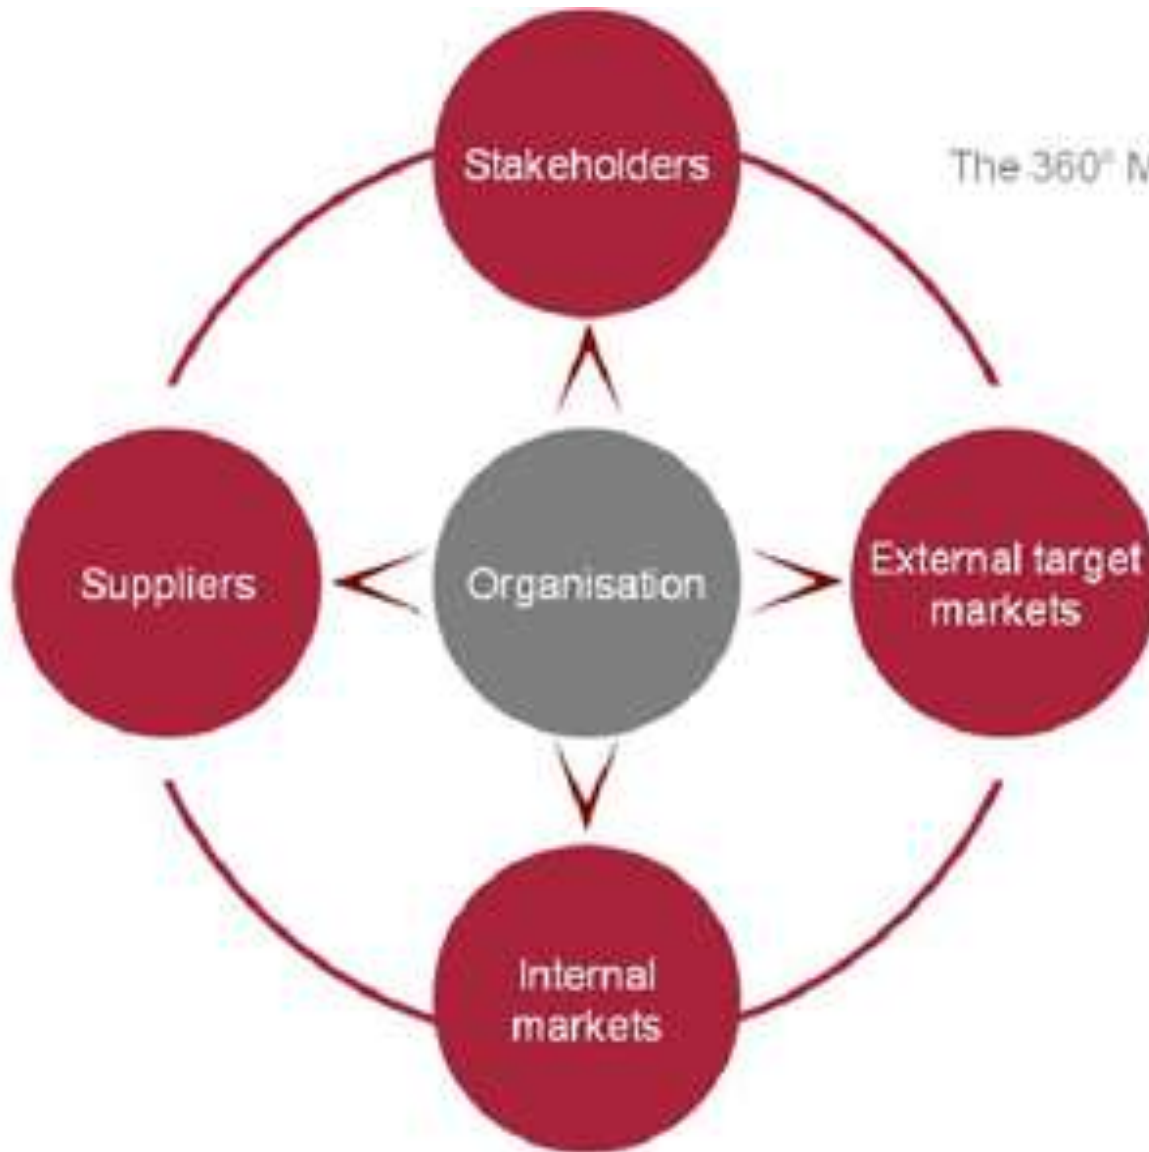 Stakeholders
The 360°
Suppliers
Organisation
External target
markets
Internal
markets